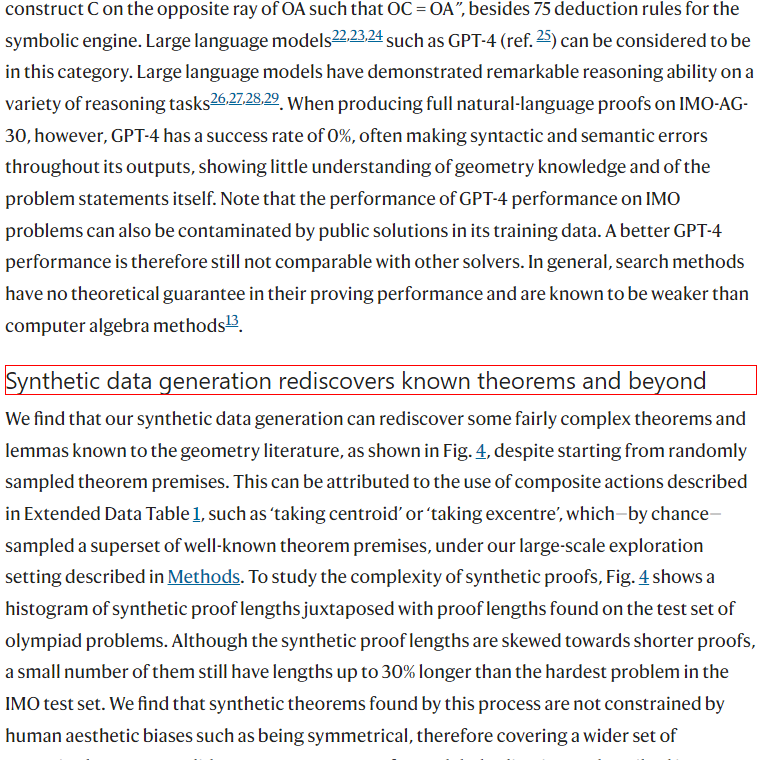 construct C on the opposite ray of OA such that OC = OA”, besides 75 deduction rules for the
symbolic engine. Large language models22,23,24 such as GPT-4 (ref. 25) can be considered to be
in this category. Large language models have demonstrated remarkable reasoning ability on a
variety of reasoning tasks26,27,28,29. When producing full natural-language proofs on IMO-AG-
30, however, GPT-4 has a success rate of 0%, often making syntactic and semantic errors
throughout its outputs, showing little understanding of geometry knowledge and of the
problem statements itself. Note that the performance of GPT-4 performance on IMO
problems can also be contaminated by public solutions in its training data. A better GPT-4
performance is therefore still not comparable with other solvers. In general, search methods
have no theoretical guarantee in their proving performance and are known to be weaker than
computer algebra methods13.
Synthetic data generation rediscovers known theorems and beyond
We find that our synthetic data generation can rediscover some fairly complex theorems and
lemmas known to the geometry literature, as shown in Fig. 4, despite starting from randomly
sampled theorem premises. This can be attributed to the use of composite actions described
in Extended Data Table 1, such as ‘taking centroid’ or ‘taking excentre’, which—by chance—
sampled a superset of well-known theorem premises, under our large-scale exploration
setting described in Methods. To study the complexity of synthetic proofs, Fig. 4 shows a
histogram of synthetic proof lengths juxtaposed with proof lengths found on the test set of
olympiad problems. Although the synthetic proof lengths are skewed towards shorter proofs,
a small number of them still have lengths up to 30% longer than the hardest problem in the
IMO test set. We find that synthetic theorems found by this process are not constrained by
human aesthetic biases such as being symmetrical, therefore covering a wider set of